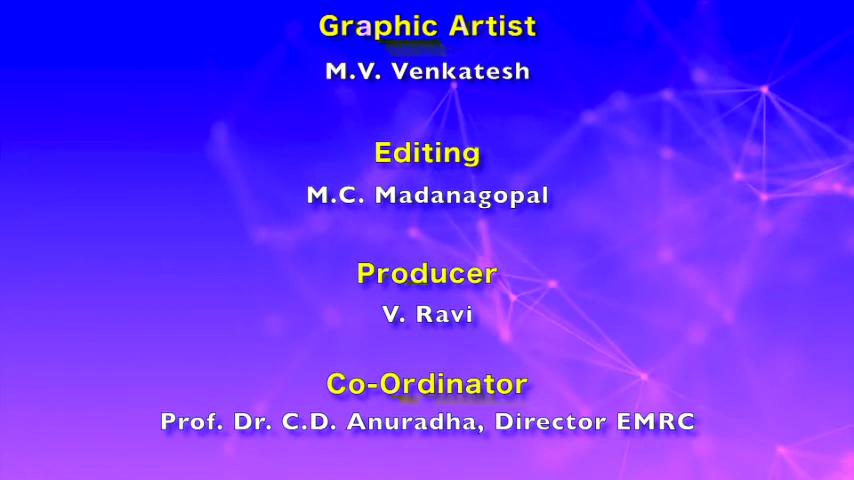 Graphic Artist
M.V. Venkatesh
Editing
M.C. Madanagopal
Producer
V. Ravi
Co-Ordinator
Prof. Dr. C.D. Anuradha, Director EMRC